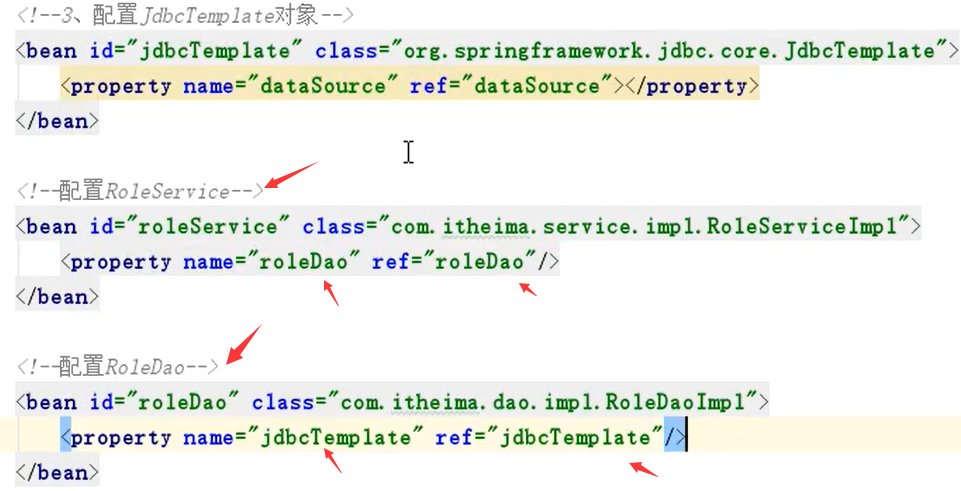 <!--3、配置JdbcTemplate对象-->
<bean id="jdbcTemplate" class="org.springframework.jdbc.core.JdbcTemplate">
<property name="dataSource" ref="dataSource"></property>
</bean>
<!--配置RoleService-->
<bean id="roleService" class="com.itheima.service.impl.RoleServiceImpl">
<property name="roleDao" ref="roleDao"/>
</bean>
<!--配置RoleDao-->
<bean id="roleDao" class="com.itheima.dao.impl.RoleDaoImpl">
<property name="jdbcTemplate" ref="jdbcTemplate"/>
</bean>